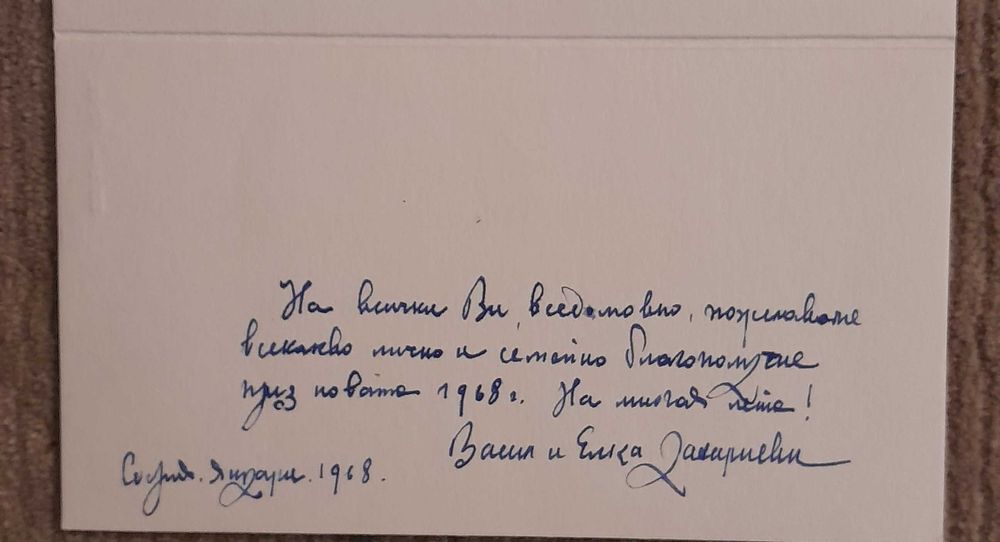 На всички Ви, вседомовно, пожелаваме
всекакво лично и семейно благополучие
през новата 1968 г. На многая лета!
Васил и Елка Захариеви
София. Януари. 1968.